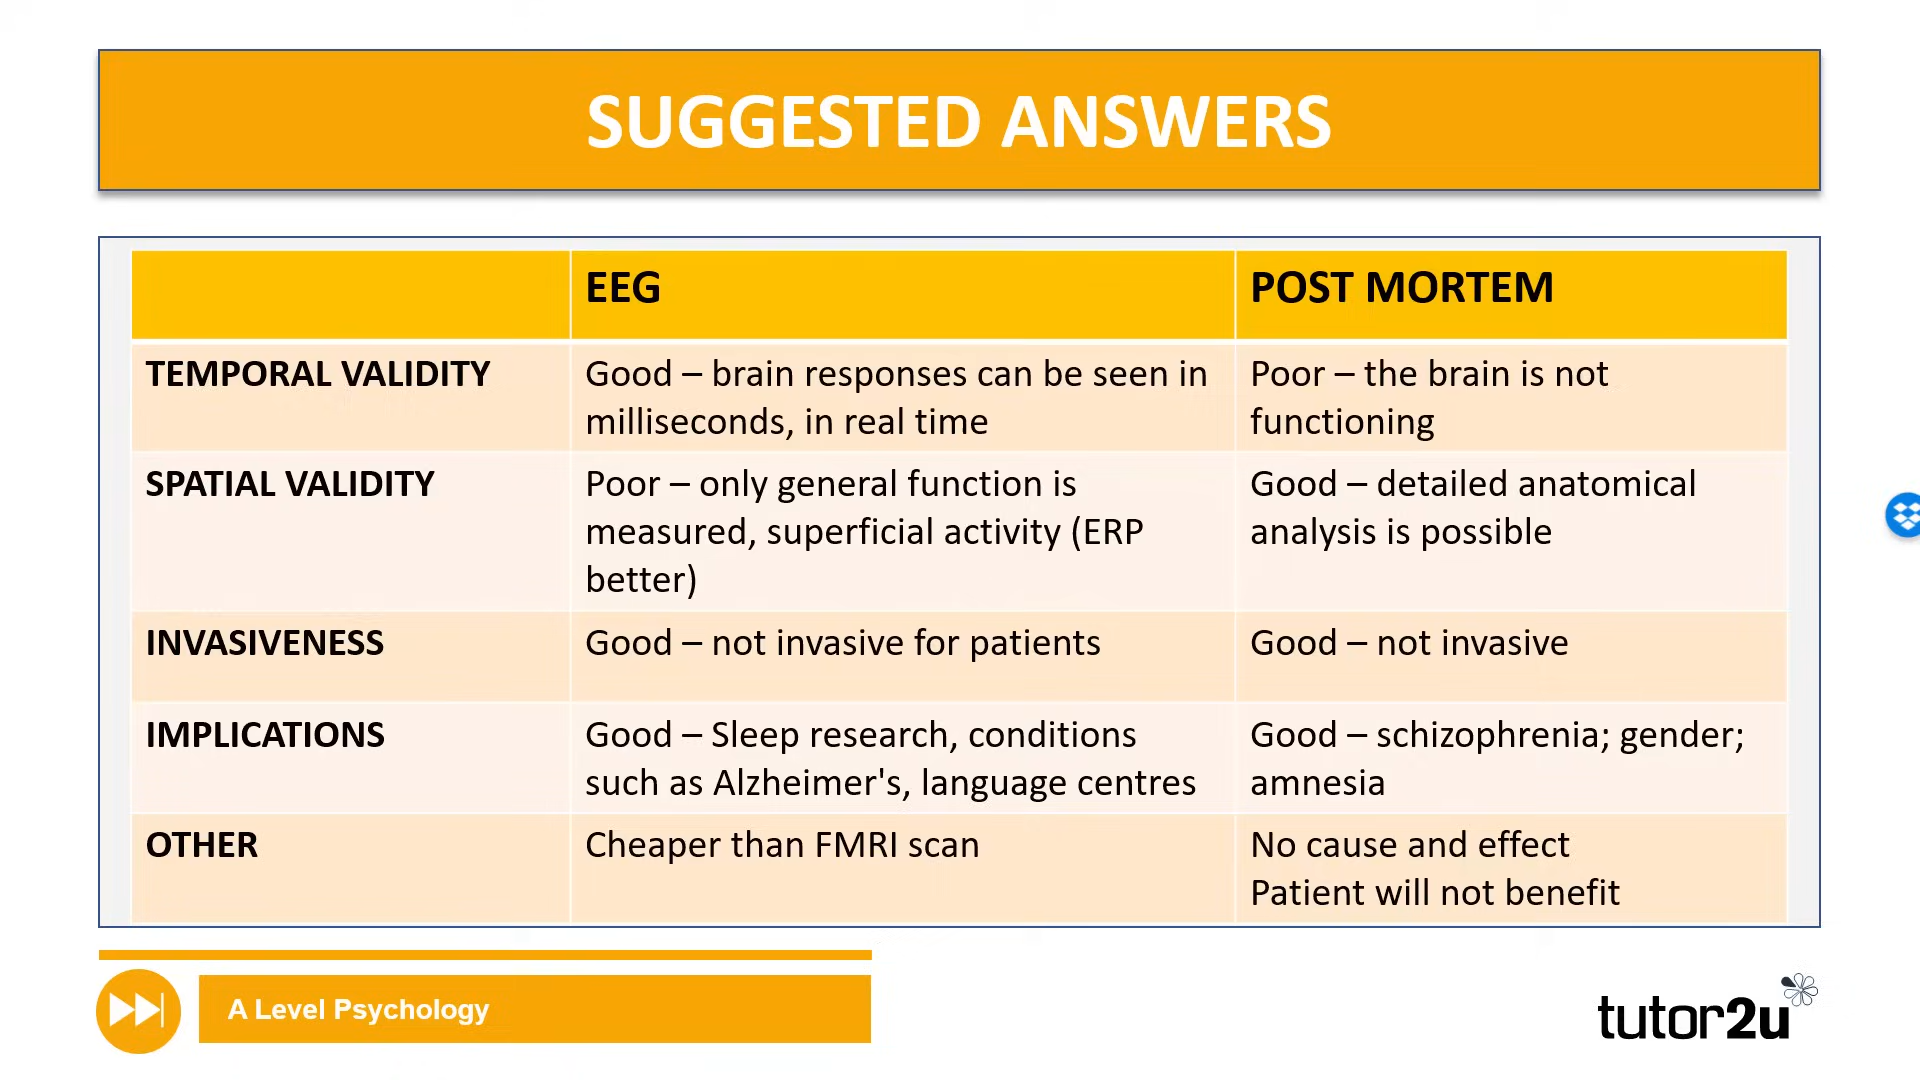 SUGGESTED ANSWERS
EEG
POST MORTEM
TEMPORAL VALIDITY
Good – brain responses can be seen in
milliseconds, in real time
Poor – the brain is not
functioning
SPATIAL VALIDITY
Poor – only general function is
measured, superficial activity (ERP
better)
Good – detailed anatomical
analysis is possible
INVASIVENESS
Good – not invasive for patients
Good – not invasive
IMPLICATIONS
Good – Sleep research, conditions
such as Alzheimer's, language centres
Good – schizophrenia; gender;
amnesia
OTHER
Cheaper than FMRI scan
No cause and effect
Patient will not benefit
A Level Psychology
tutor2u